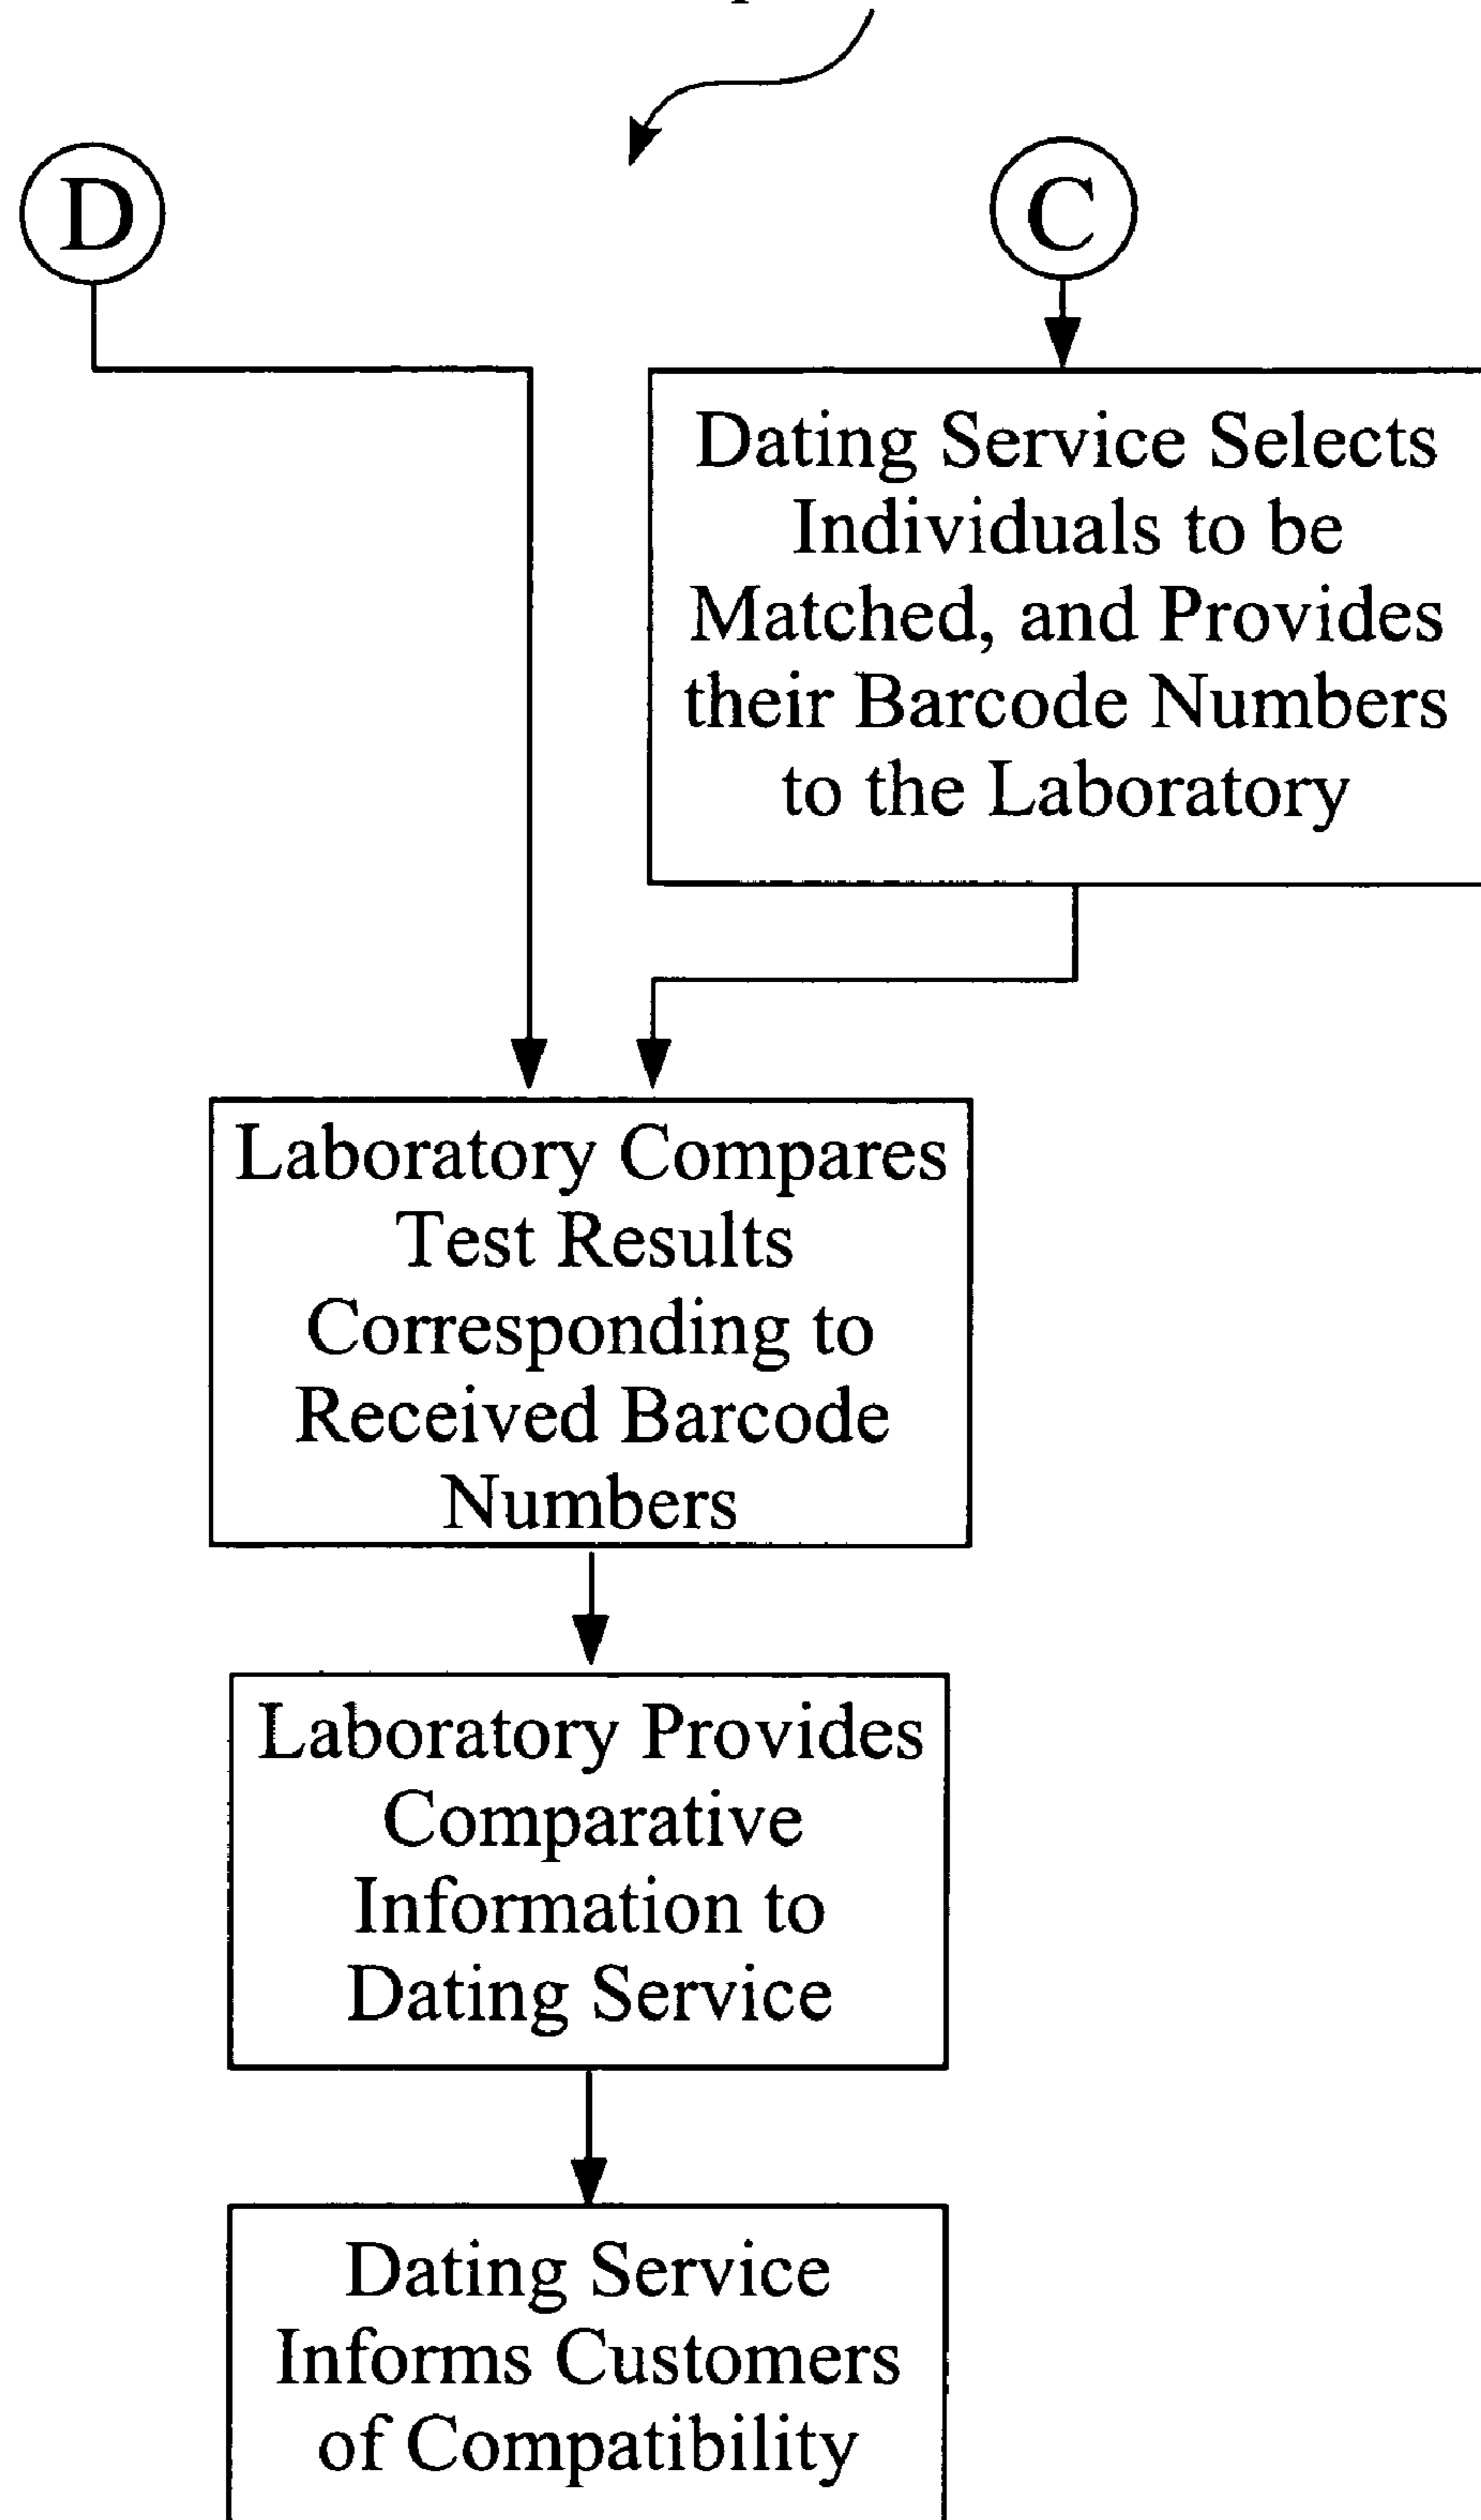 D
C
Dating Service Selects
Individuals to be
Matched, and Provides
their Barcode Numbers
to the Laboratory
Laboratory Compares
Test Results
Corresponding to
Received Barcode
Numbers
Laboratory Provides
Comparative
Information to
Dating Service
Dating Service
Informs Customers
of Compatibility